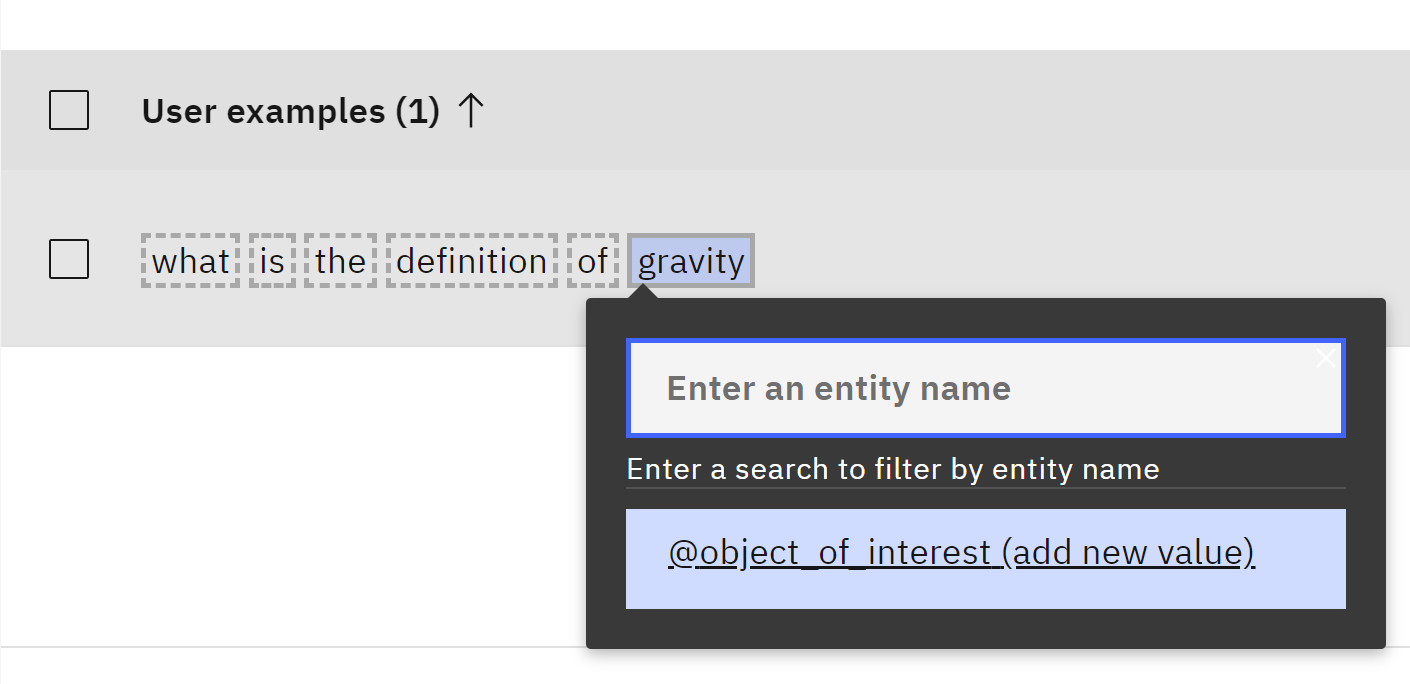 User examples (1) ↑
what is the definition of gravity
Enter an entity name
Enter a search to filter by entity name
@object_of_interest (add new value)